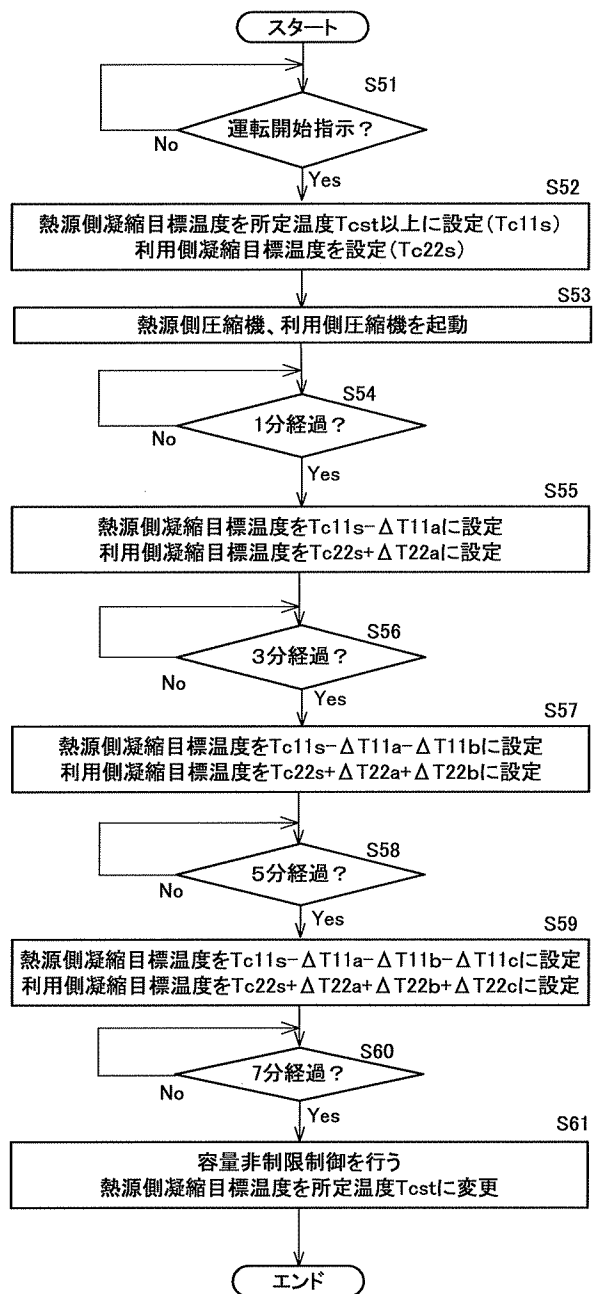 スタート
S51
運転開始指示？
No
Yes
S52
熱源側凝縮目標温度を所定温度Tcst以上に設定(Tc11s)
利用側凝縮目標温度を設定(Tc22s)
S53
熱源側圧縮機、利用側圧縮機を起動
S54
1分経過？
No
Yes
S55
熱源側凝縮目標温度をTc11s-ΔT11aに設定
利用側凝縮目標温度をTc22s+ΔT22aに設定
S56
３分経過？
No
Yes
S57
熱源側凝縮目標温度をTc11s-ΔT11a-ΔT11bに設定
利用側凝縮目標温度をTc22s+ΔT22a+ΔT22bに設定
S58
５分経過？
No
Yes
S59
熱源側凝縮目標温度をTc11s-ΔT11a-ΔT11b-ΔT11cに設定
利用側凝縮目標温度をTc22s+ΔT22a+ΔT22b+ΔT22cに設定
S60
7分経過？
No
Yes
S61
容量非制限制御を行う
熱源側凝縮目標温度を所定温度Tcstに変更
エンド